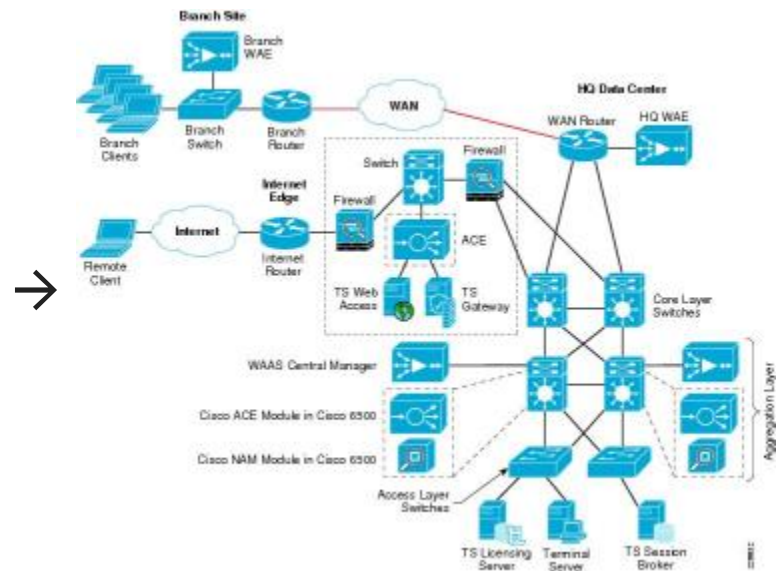 Branch Site
Branch
WAE
Branch
Clients
Branch
Switch
Branch
Router
WAN
HQ Data Center
WAN Router
HQ WAE
Switch
Firewall
Internet
Edge
Firewall
Internet
ACE
Remote
Client
Internet
Router
TS Web
Access
TS
Gateway
Core Layer
Switches
WAAS Central Manager
Cisco ACE Module in Cisco 6500
Cisco NAM Module in Cisco 6500
Aggregation Layer
Access Layer
Switches
TS Licensing
Server
Terminal
Server
TS Session
Broker